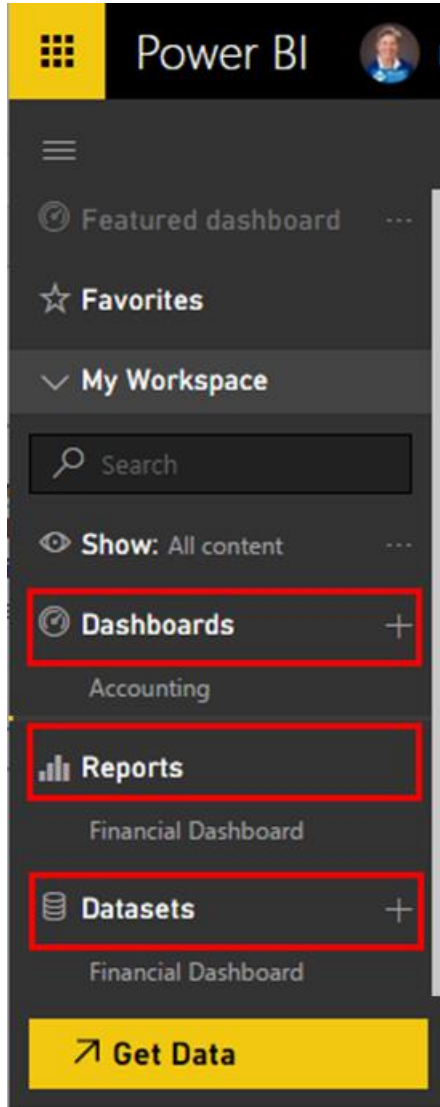 Power BI
Featured dashboard
Favorites
My Workspace
Search
Show: All content
Dashboards
Accounting
Reports
Financial Dashboard
Datasets
Financial Dashboard
Get Data